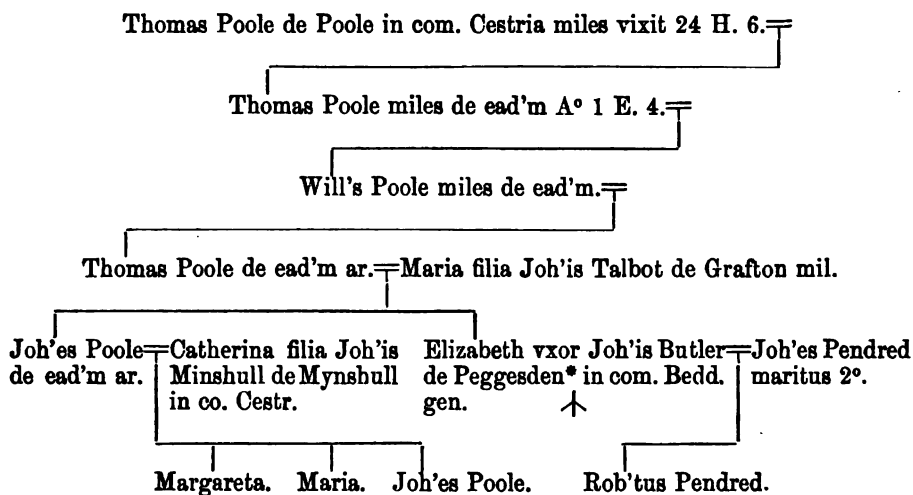 Thomas Poole de Poole in com. Cestria miles vixit 24 H. 6.
Thomas Poole miles de ead'm Aº 1 E. 4.
Will's Poole miles de ead'm.
Thomas Poole de ead'm ar. Maria filia Joh'is Talbot de Grafton mil.
Joh'es Poole
de ead'm ar.
Catherina filia Joh'is
Minshull de Mynshull
in co. Cestr.
Elizabeth vxor Joh'is Butler
de Peggesden* in com. Bedd.
gen.
Joh'es Pendred
maritus 2º.
Margareta. Maria. Joh'es Poole. Rob'tus Pendred.